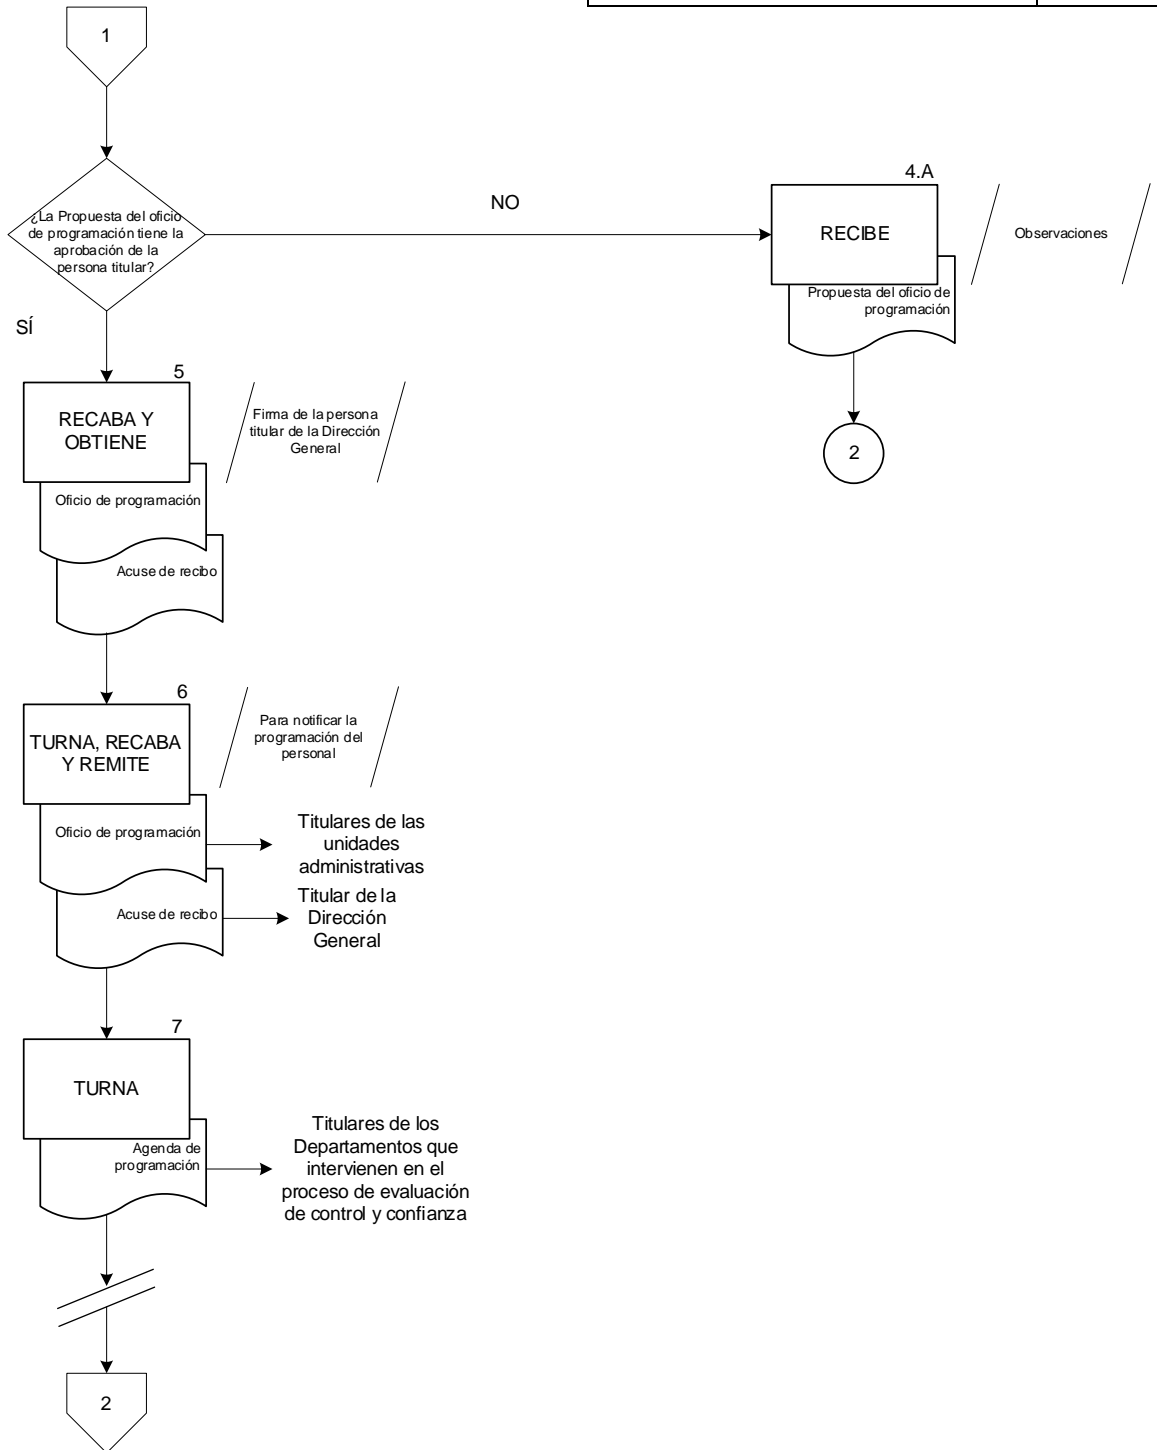 1
¿La Propuesta del oficio
de programación tiene la
aprobación de la
persona titular?
NO
4.A
RECIBE
Observaciones
Propuesta del oficio de
programación
2
SÍ
5
RECABA Y
OBTIENE
Firma de la persona
titular de la Dirección
General
Oficio de programación
Acuse de recibo
6
TURNA, RECABA
Y REMITE
Para notificar la
programación del
personal
Oficio de programación
Titulares de las
unidades
administrativas
Acuse de recibo
Titular de la
Dirección
General
7
TURNA
Agenda de
programación
Titulares de los
Departamentos que
intervienen en el
proceso de evaluación
de control y confianza
2